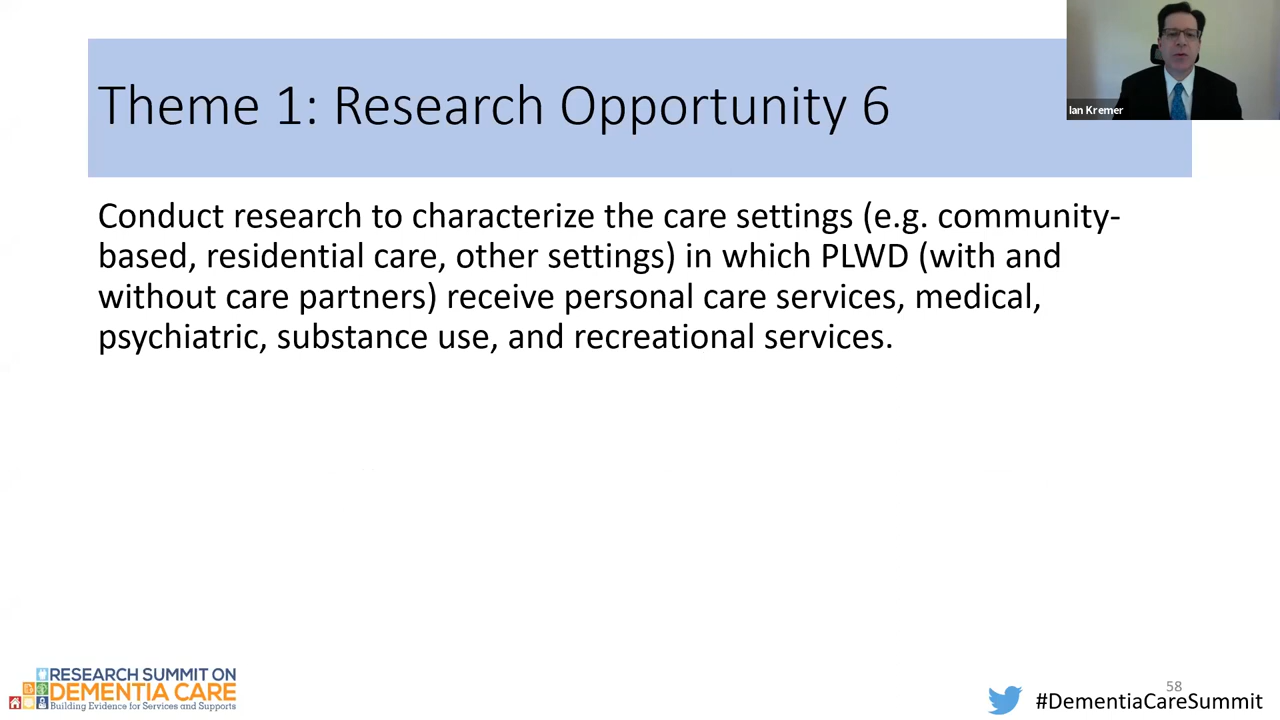 Theme 1: Research Opportunity 6
Ian Kremer
Conduct research to characterize the care settings (e.g. community-
based, residential care, other settings) in which PLWD (with and
without care partners) receive personal care services, medical,
psychiatric, substance use, and recreational services.
RESEARCH SUMMIT ON
DEMENTIA CARE
Building Evidence for Services and Supports
58
#DementiaCareSummit